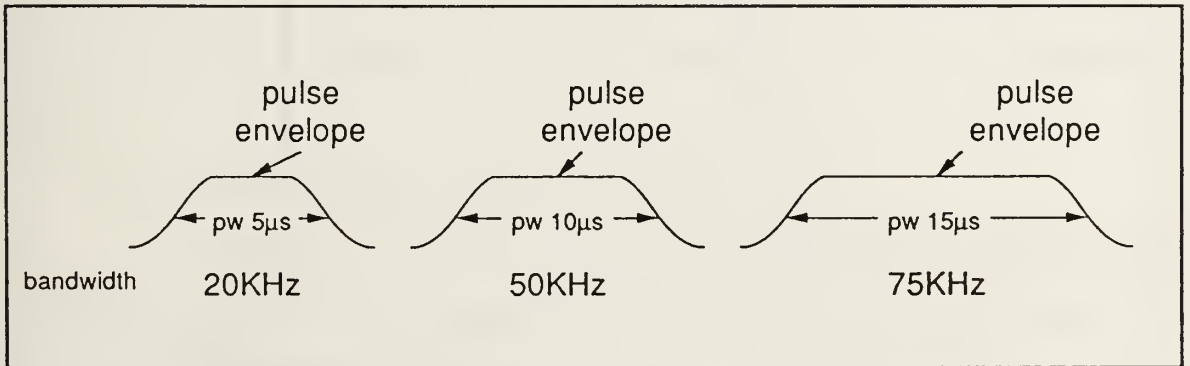 pulse
envelope
pulse
envelope
pulse
envelope
pw 5µs
pw 10µs
pw 15µs
bandwidth 20KHz 50KHz 75KHz